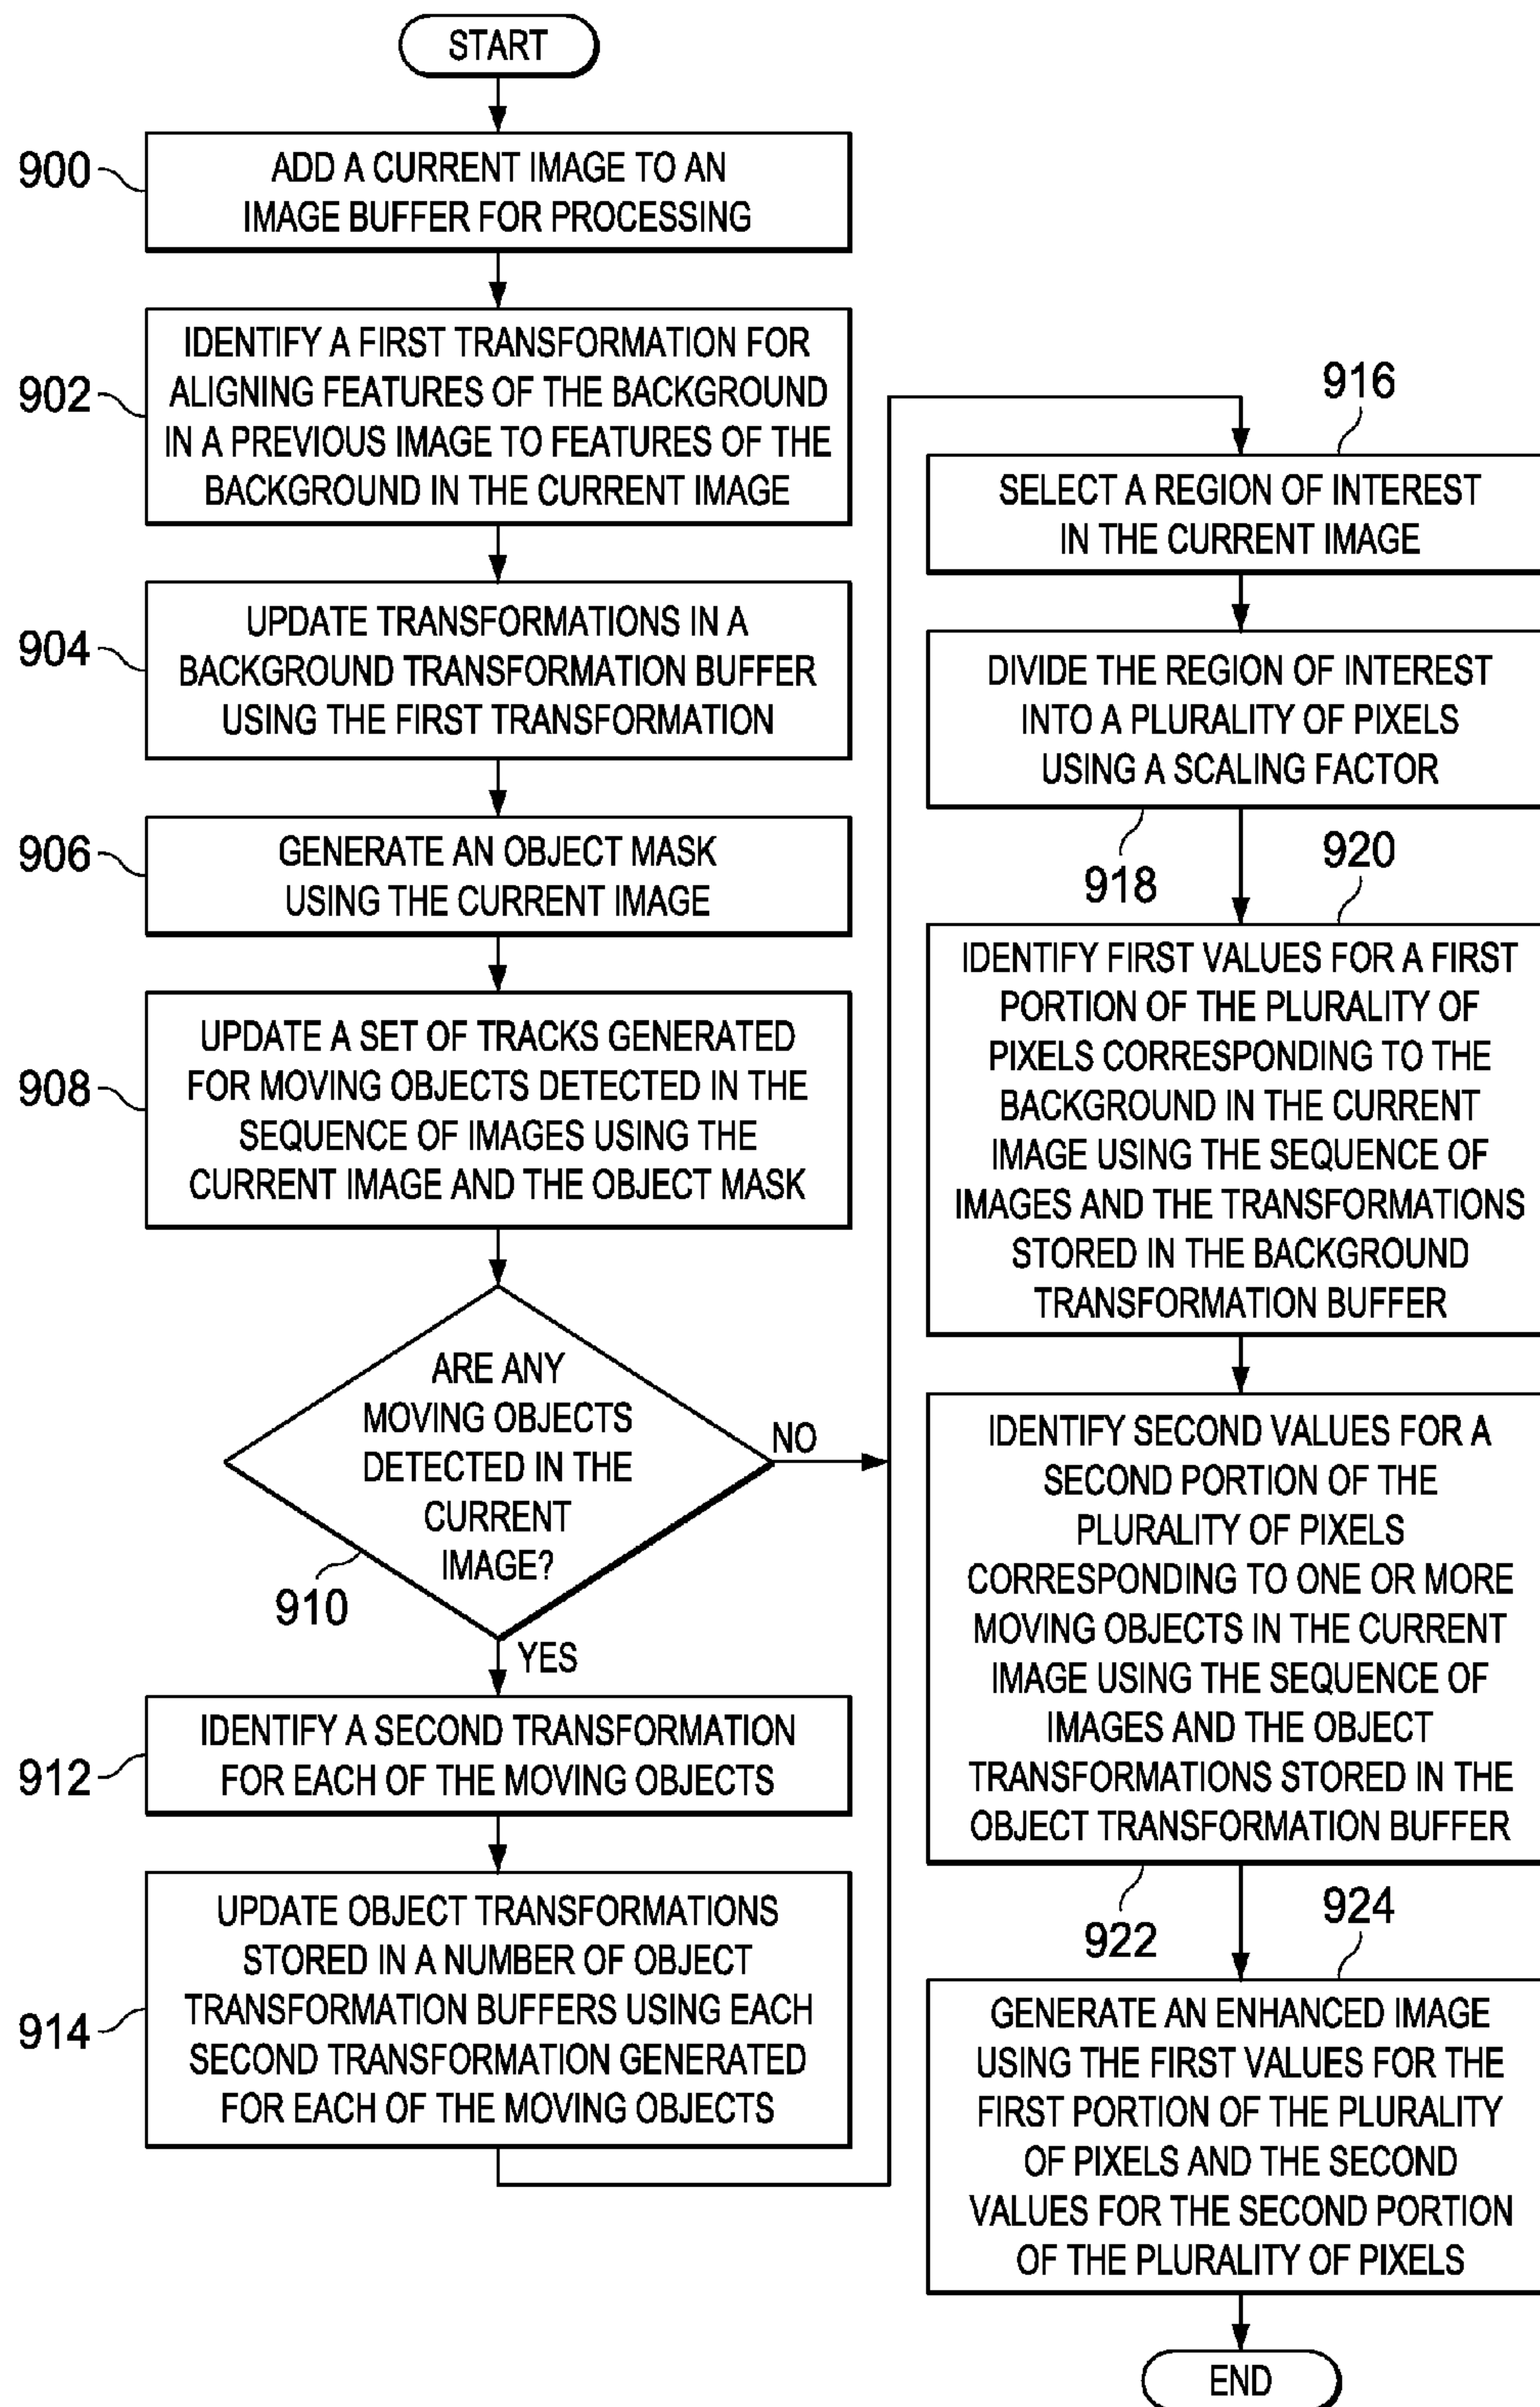 START
900
ADD A CURRENT IMAGE TO AN
IMAGE BUFFER FOR PROCESSING
902
IDENTIFY A FIRST TRANSFORMATION FOR
ALIGNING FEATURES OF THE BACKGROUND
IN A PREVIOUS IMAGE TO FEATURES OF THE
BACKGROUND IN THE CURRENT IMAGE
904
UPDATE TRANSFORMATIONS IN A
BACKGROUND TRANSFORMATION BUFFER
USING THE FIRST TRANSFORMATION
906
GENERATE AN OBJECT MASK
USING THE CURRENT IMAGE
908
UPDATE A SET OF TRACKS GENERATED
FOR MOVING OBJECTS DETECTED IN THE
SEQUENCE OF IMAGES USING THE
CURRENT IMAGE AND THE OBJECT MASK
ARE ANY
MOVING OBJECTS
DETECTED IN THE
CURRENT
IMAGE?
910
NO
YES
912
IDENTIFY A SECOND TRANSFORMATION
FOR EACH OF THE MOVING OBJECTS
914
UPDATE OBJECT TRANSFORMATIONS
STORED IN A NUMBER OF OBJECT
TRANSFORMATION BUFFERS USING EACH
SECOND TRANSFORMATION GENERATED
FOR EACH OF THE MOVING OBJECTS
916
SELECT A REGION OF INTEREST
IN THE CURRENT IMAGE
DIVIDE THE REGION OF INTEREST
INTO A PLURALITY OF PIXELS
USING A SCALING FACTOR
918
920
IDENTIFY FIRST VALUES FOR A FIRST
PORTION OF THE PLURALITY OF
PIXELS CORRESPONDING TO THE
BACKGROUND IN THE CURRENT
IMAGE USING THE SEQUENCE OF
IMAGES AND THE TRANSFORMATIONS
STORED IN THE BACKGROUND
TRANSFORMATION BUFFER
IDENTIFY SECOND VALUES FOR A
SECOND PORTION OF THE
PLURALITY OF PIXELS
CORRESPONDING TO ONE OR MORE
MOVING OBJECTS IN THE CURRENT
IMAGE USING THE SEQUENCE OF
IMAGES AND THE OBJECT
TRANSFORMATIONS STORED IN THE
OBJECT TRANSFORMATION BUFFER
922
924
GENERATE AN ENHANCED IMAGE
USING THE FIRST VALUES FOR THE
FIRST PORTION OF THE PLURALITY
OF PIXELS AND THE SECOND
VALUES FOR THE SECOND PORTION
OF THE PLURALITY OF PIXELS
END